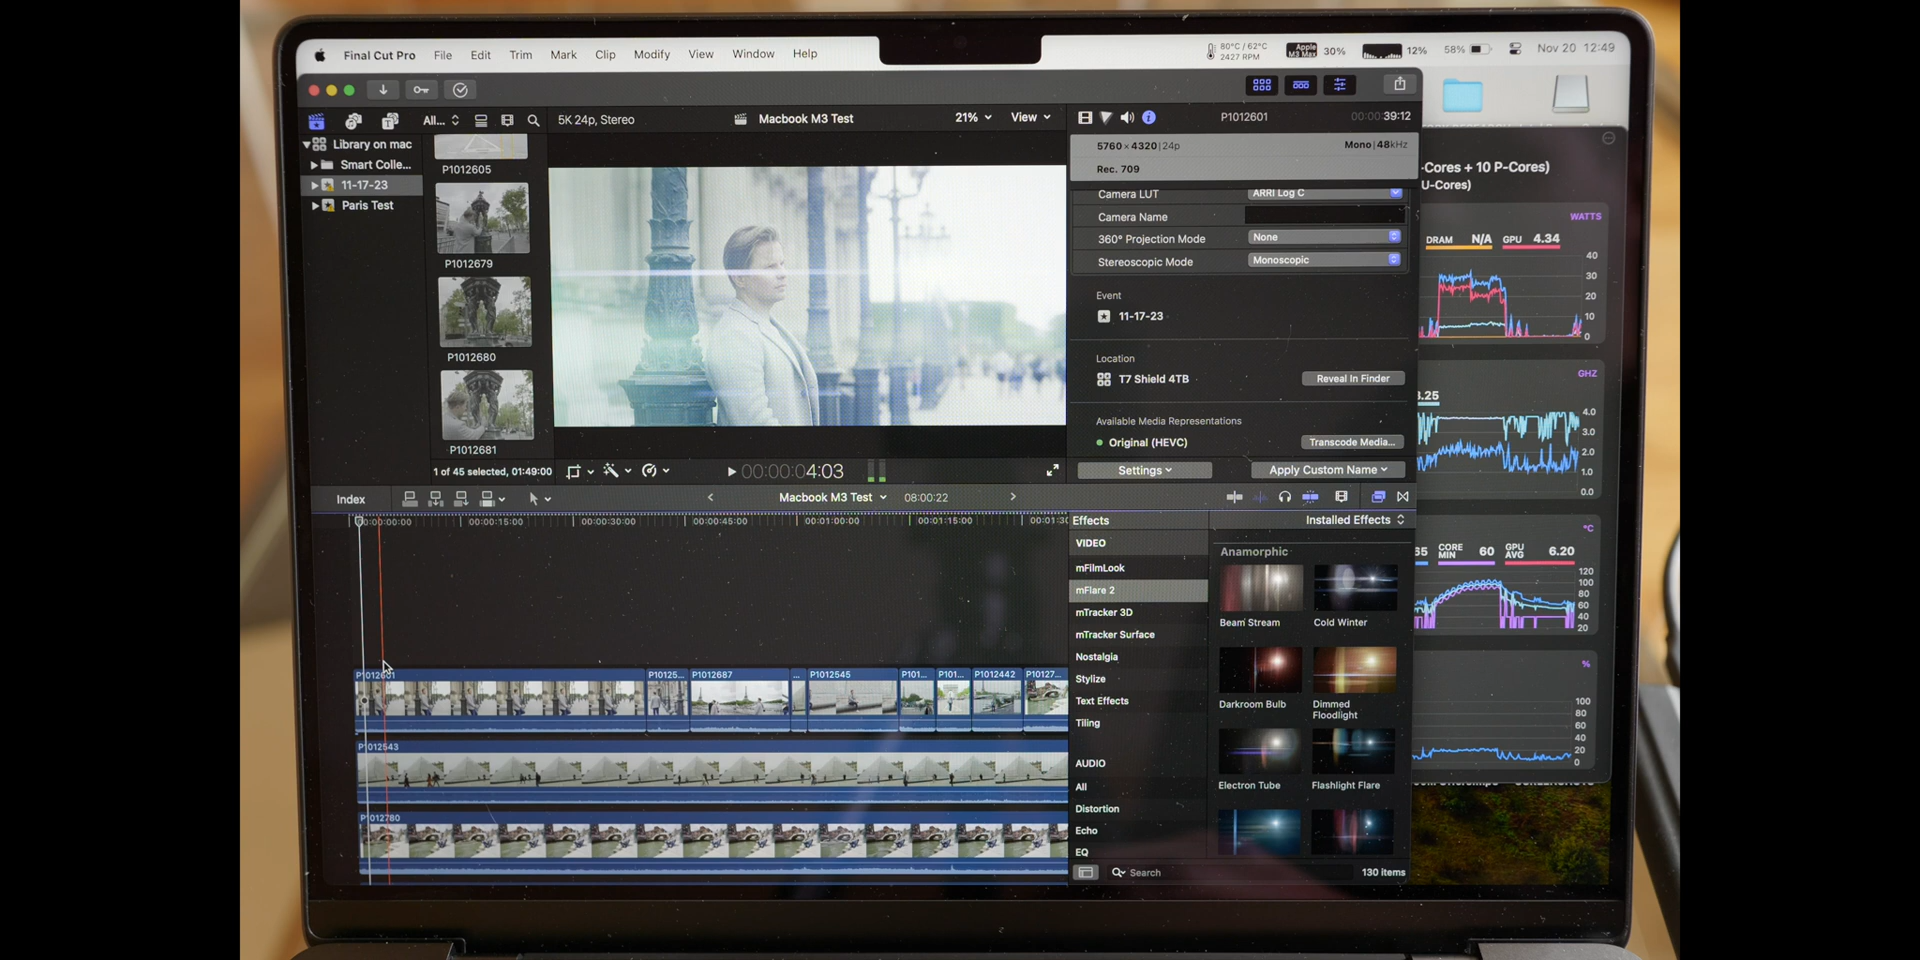 Final Cut Pro File Edit Trim Mark Clip Modify View Window Help
80°C / 62°C
2427 RPM
Apple
M3 Max
30%
12%
58%
Nov 20 12:49
All...
5K 24p, Stereo
Macbook M3 Test
21%
View
P1012601
00:00:39:12
Library on mac
Smart Colle...
11-17-23
Paris Test
P1012605
P1012679
P1012680
P1012681
1 of 45 selected, 01:49:00
00:00:04:03
5760 × 4320 | 24p
Mono | 48kHz
Rec. 709
Camera LUT
ARRI Log C
Camera Name
360° Projection Mode
None
Stereoscopic Mode
Monoscopic
Event
11-17-23
Location
T7 Shield 4TB
Reveal In Finder
Available Media Representations
Original (HEVC)
Transcode Media...
Settings
Apply Custom Name
-Cores + 10 P-Cores)
U-Cores)
WATTS
DRAM N/A GPU 4.34
40
30
20
10
0
GHZ
3.25
4.0
3.0
2.0
1.0
0.0
°C
65 CORE MIN 60 GPU AVG 6.20
120
100
80
60
40
20
%
100
80
60
40
20
0
Index
Macbook M3 Test
08:00:22
00:00:00:00
00:00:15:00
00:00:30:00
00:00:45:00
00:01:00:00
00:01:15:00
00:01:30
P1012601
P10125...
P1012687
...
P1012545
P101...
P101...
P1012442
P10127...
P1012543
P1012780
Effects
Installed Effects
VIDEO
mFilmLook
mFlare 2
mTracker 3D
mTracker Surface
Nostalgia
Stylize
Text Effects
Tiling
AUDIO
All
Distortion
Echo
EQ
Anamorphic
Beam Stream
Cold Winter
Darkroom Bulb
Dimmed
Floodlight
Electron Tube
Flashlight Flare
Search
130 items